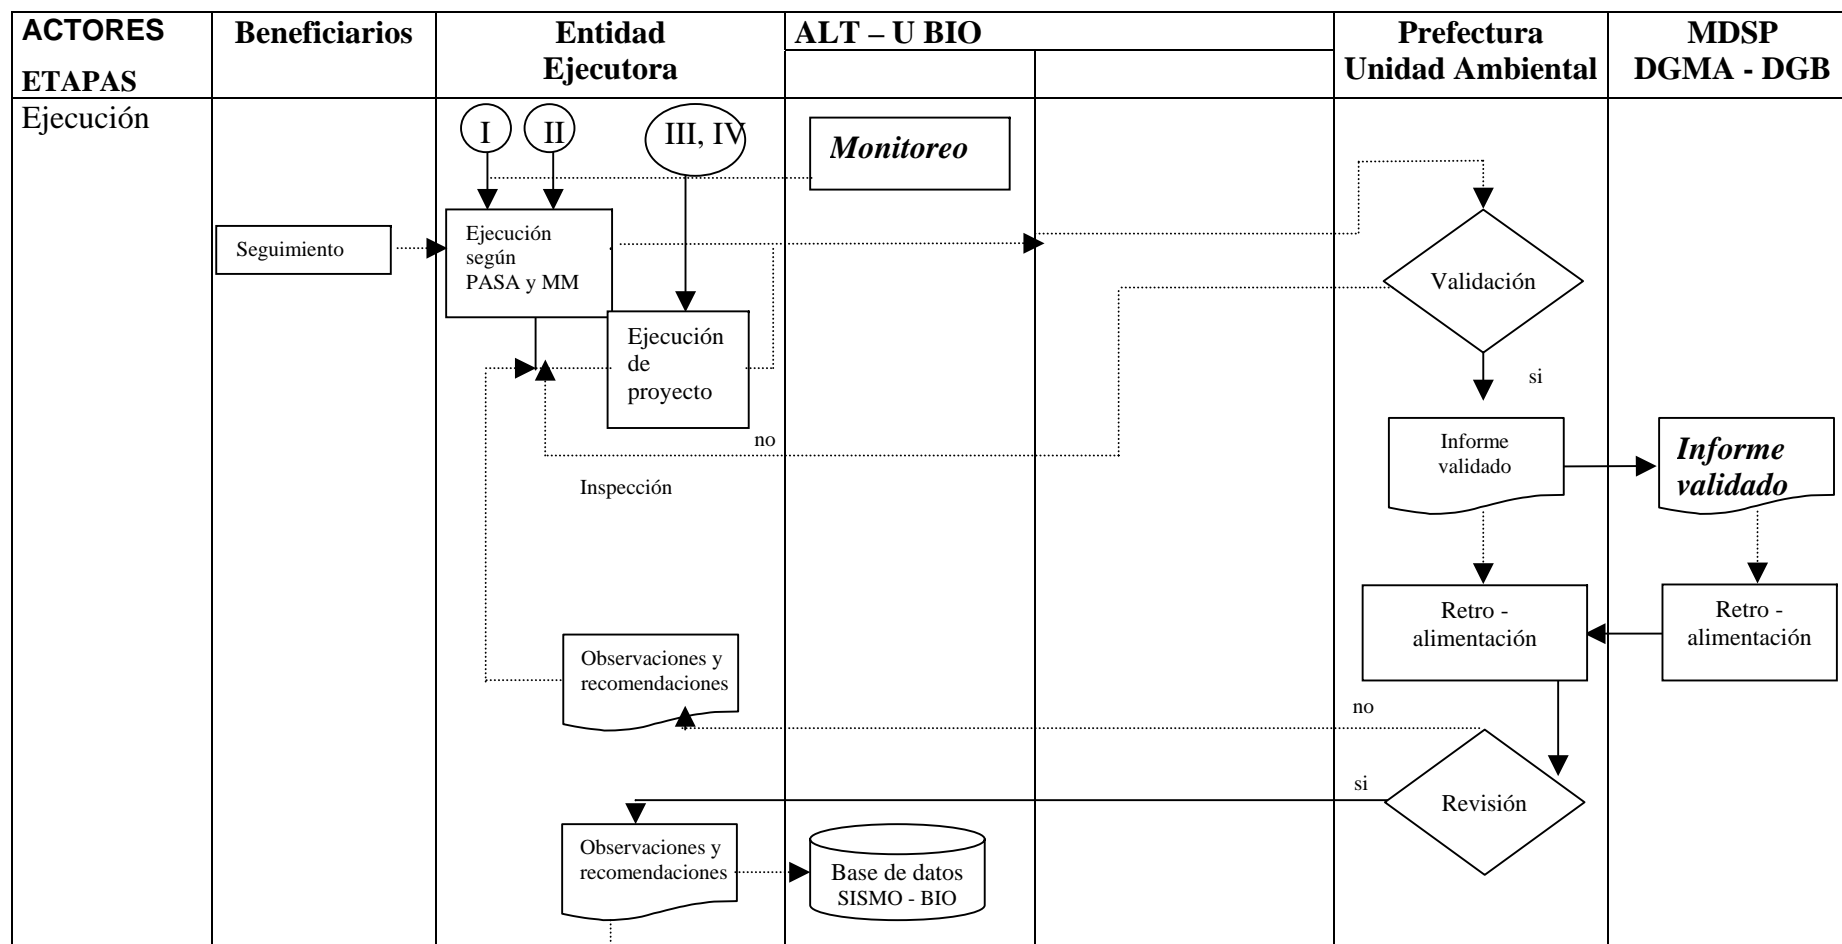 ACTORES
ETAPAS
Beneficiarios
Entidad
Ejecutora
ALT – U BIO
Prefectura
Unidad Ambiental
MDSP
DGMA - DGB
Ejecución
I
II
III, IV
Monitoreo
Seguimiento
Ejecución
según
PASA y MM
Validación
Ejecución
de
proyecto
si
no
Informe
validado
Informe
validado
Inspección
Retro -
alimentación
Retro -
alimentación
Observaciones y
recomendaciones
no
si
Revisión
Observaciones y
recomendaciones
Base de datos
SISMO - BIO